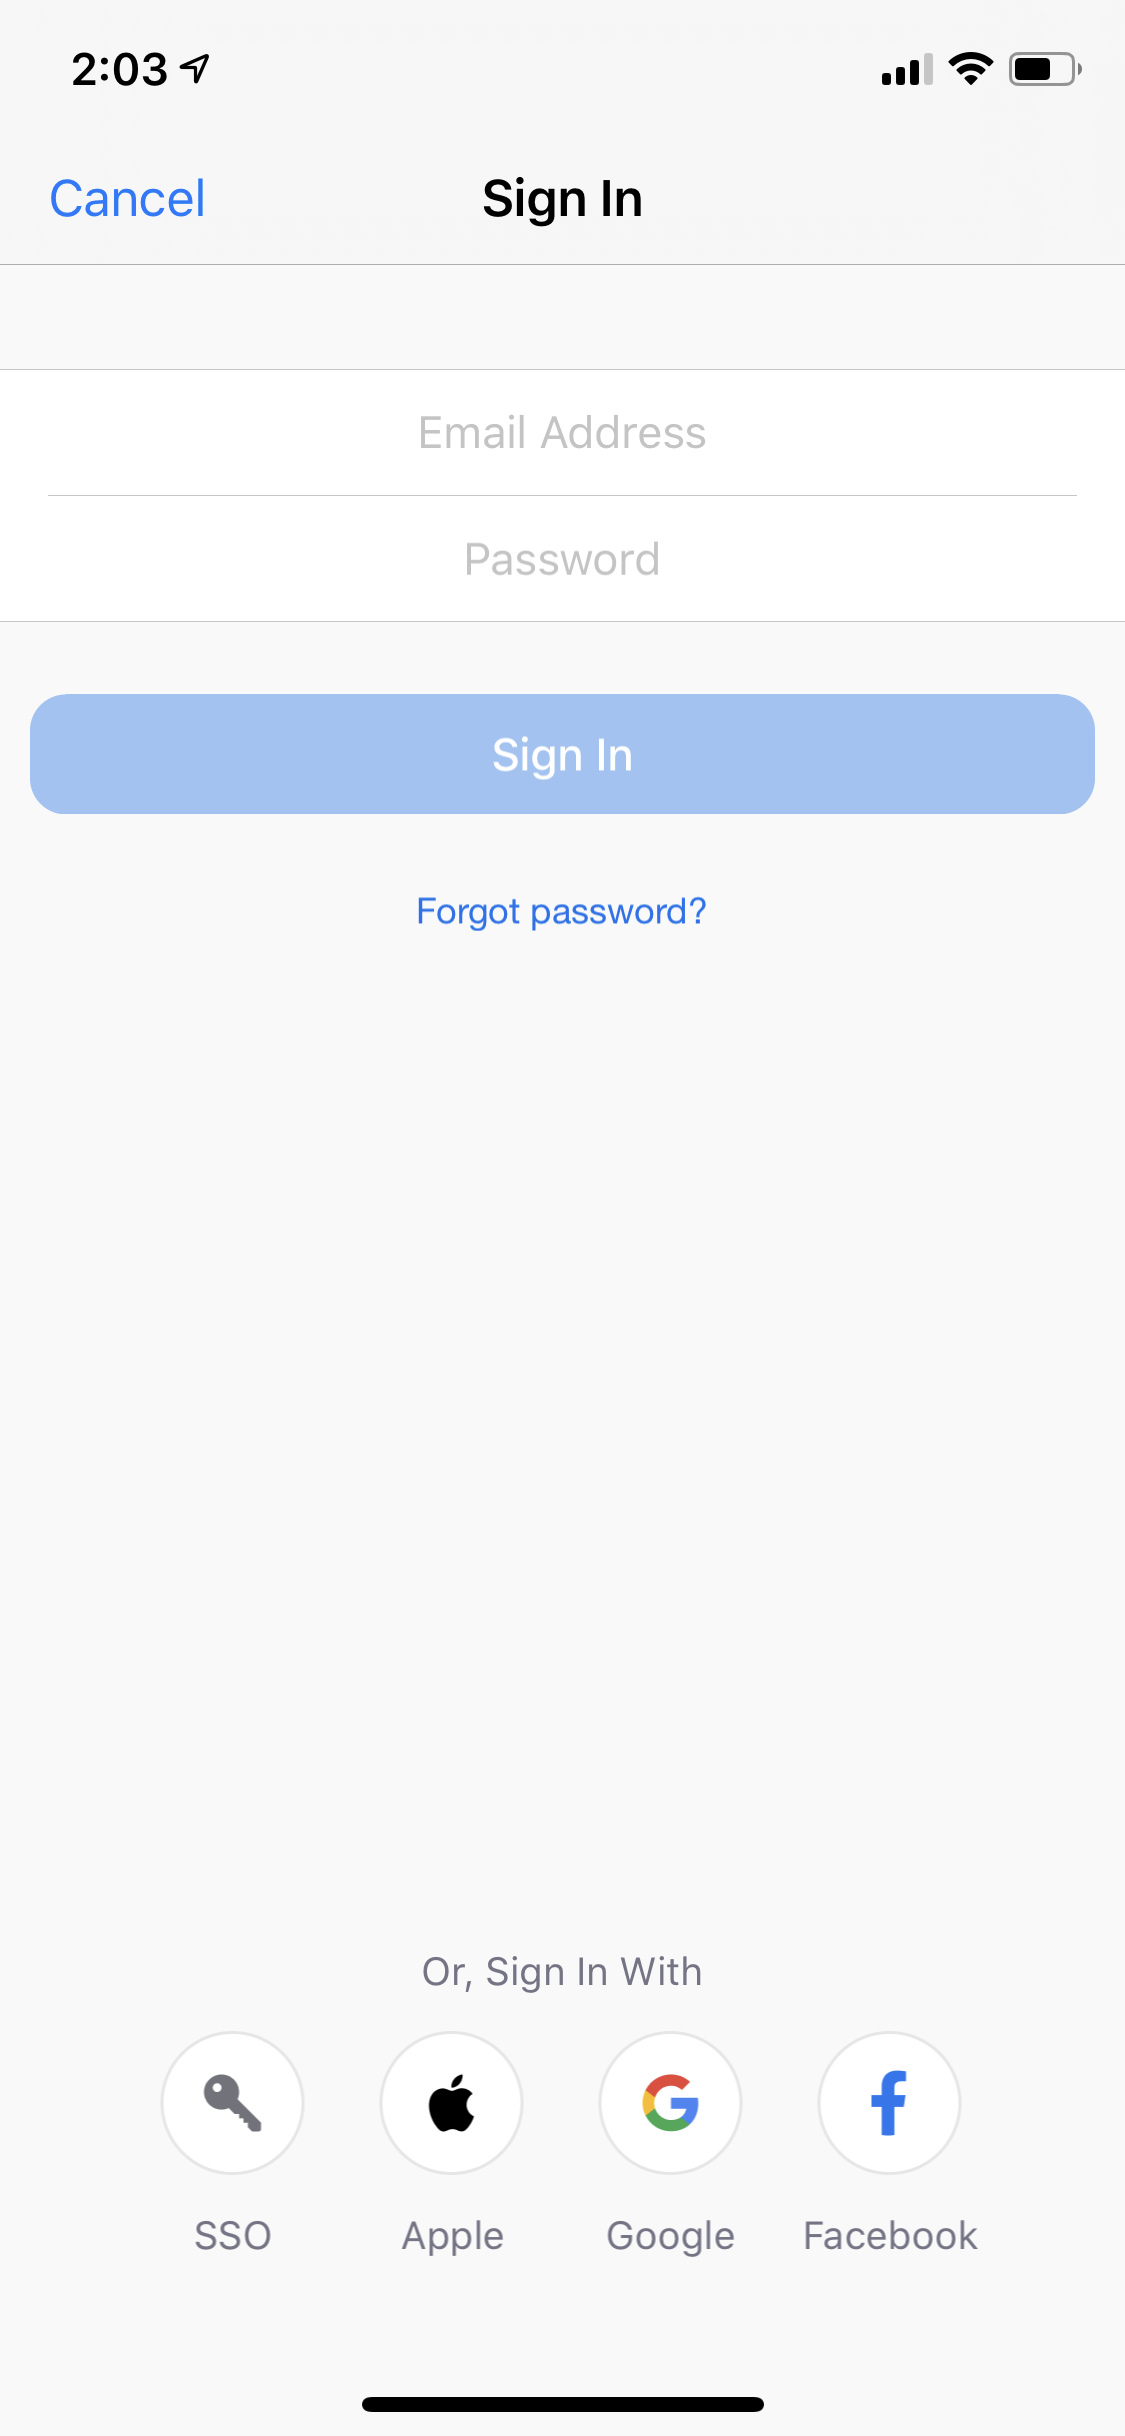 2:03
Cancel Sign In
Email Address
Password
Sign In
Forgot password?
Or, Sign In With
SSO Apple Google Facebook